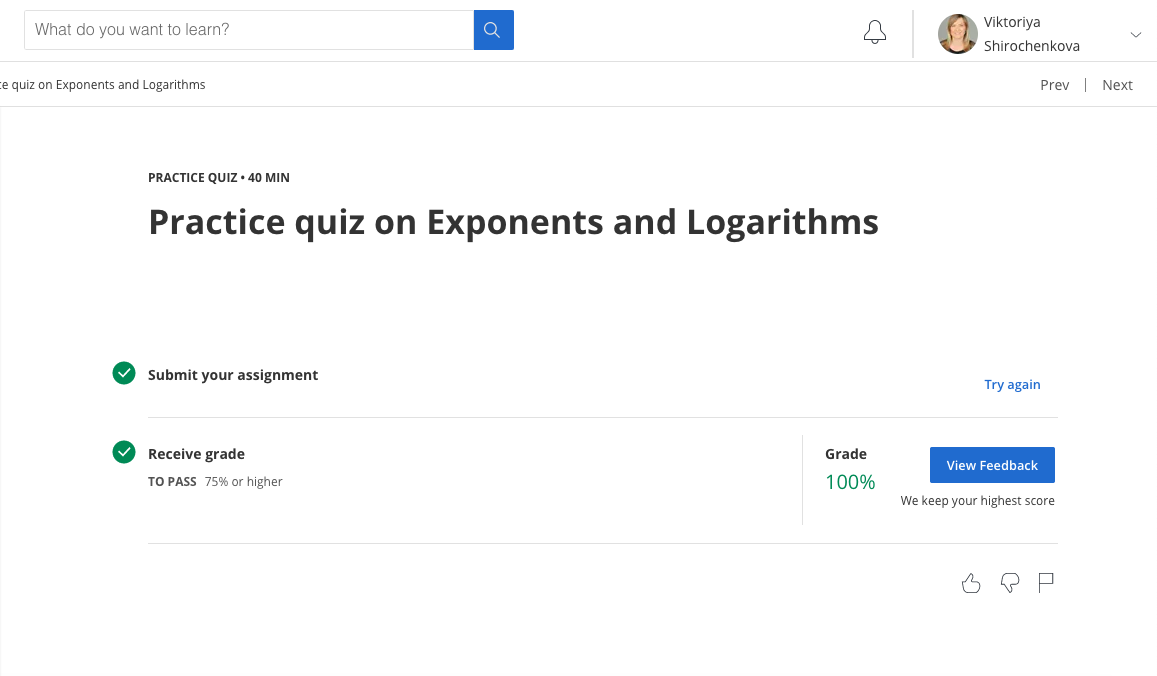 What do you want to learn?
Viktoriya
Shirochenkova
quiz on Exponents and Logarithms
Prev
Next
PRACTICE QUIZ • 40 MIN
Practice quiz on Exponents and Logarithms
Submit your assignment
Try again
Receive grade
TO PASS 75% or higher
Grade
100%
View Feedback
We keep your highest score